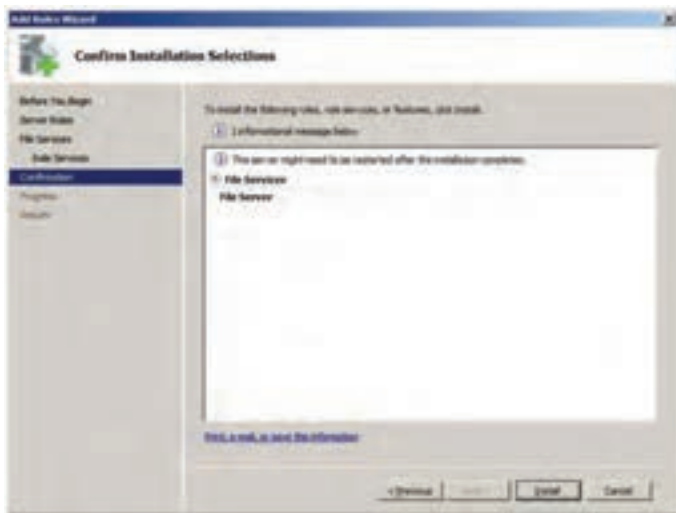 Add Roles Wizard
Confirm Installation Selections
Before You Begin
Server Roles
File Services
Role Services
Confirmation
Progress
Results
To install the following roles, role services, or features, click Install.
1 informational message below
This server might need to be restarted after the installation completes.
File Services
File Server
Print, e-mail, or save this information
< Previous
Install
Cancel